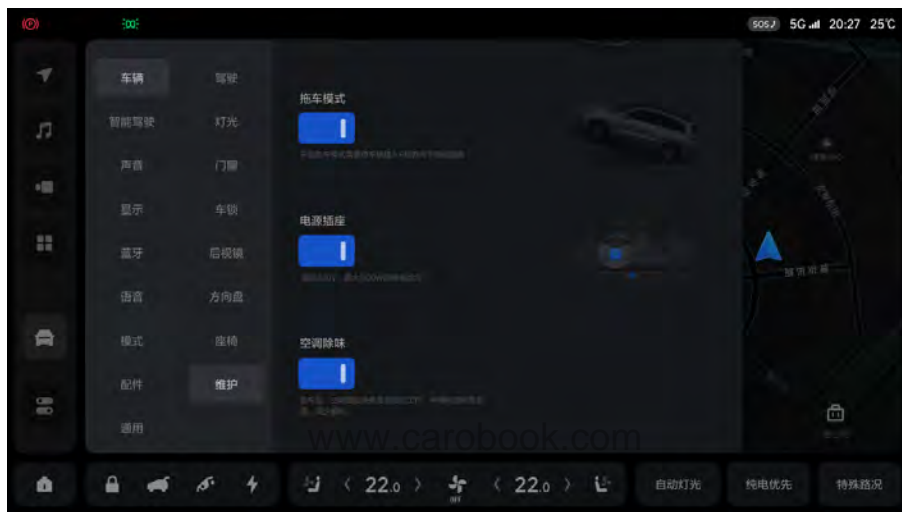 SOS
5G
20:27
25℃
车辆
驾驶
智能驾驶
灯光
拖车模式
声音
门窗
显示
车锁
电源插座
蓝牙
后视镜
语音
方向盘
模式
座椅
空调除味
配件
维护
通用
www.carobook.com
22.0
OFF
22.0
自动灯光
纯电优先
特殊路况